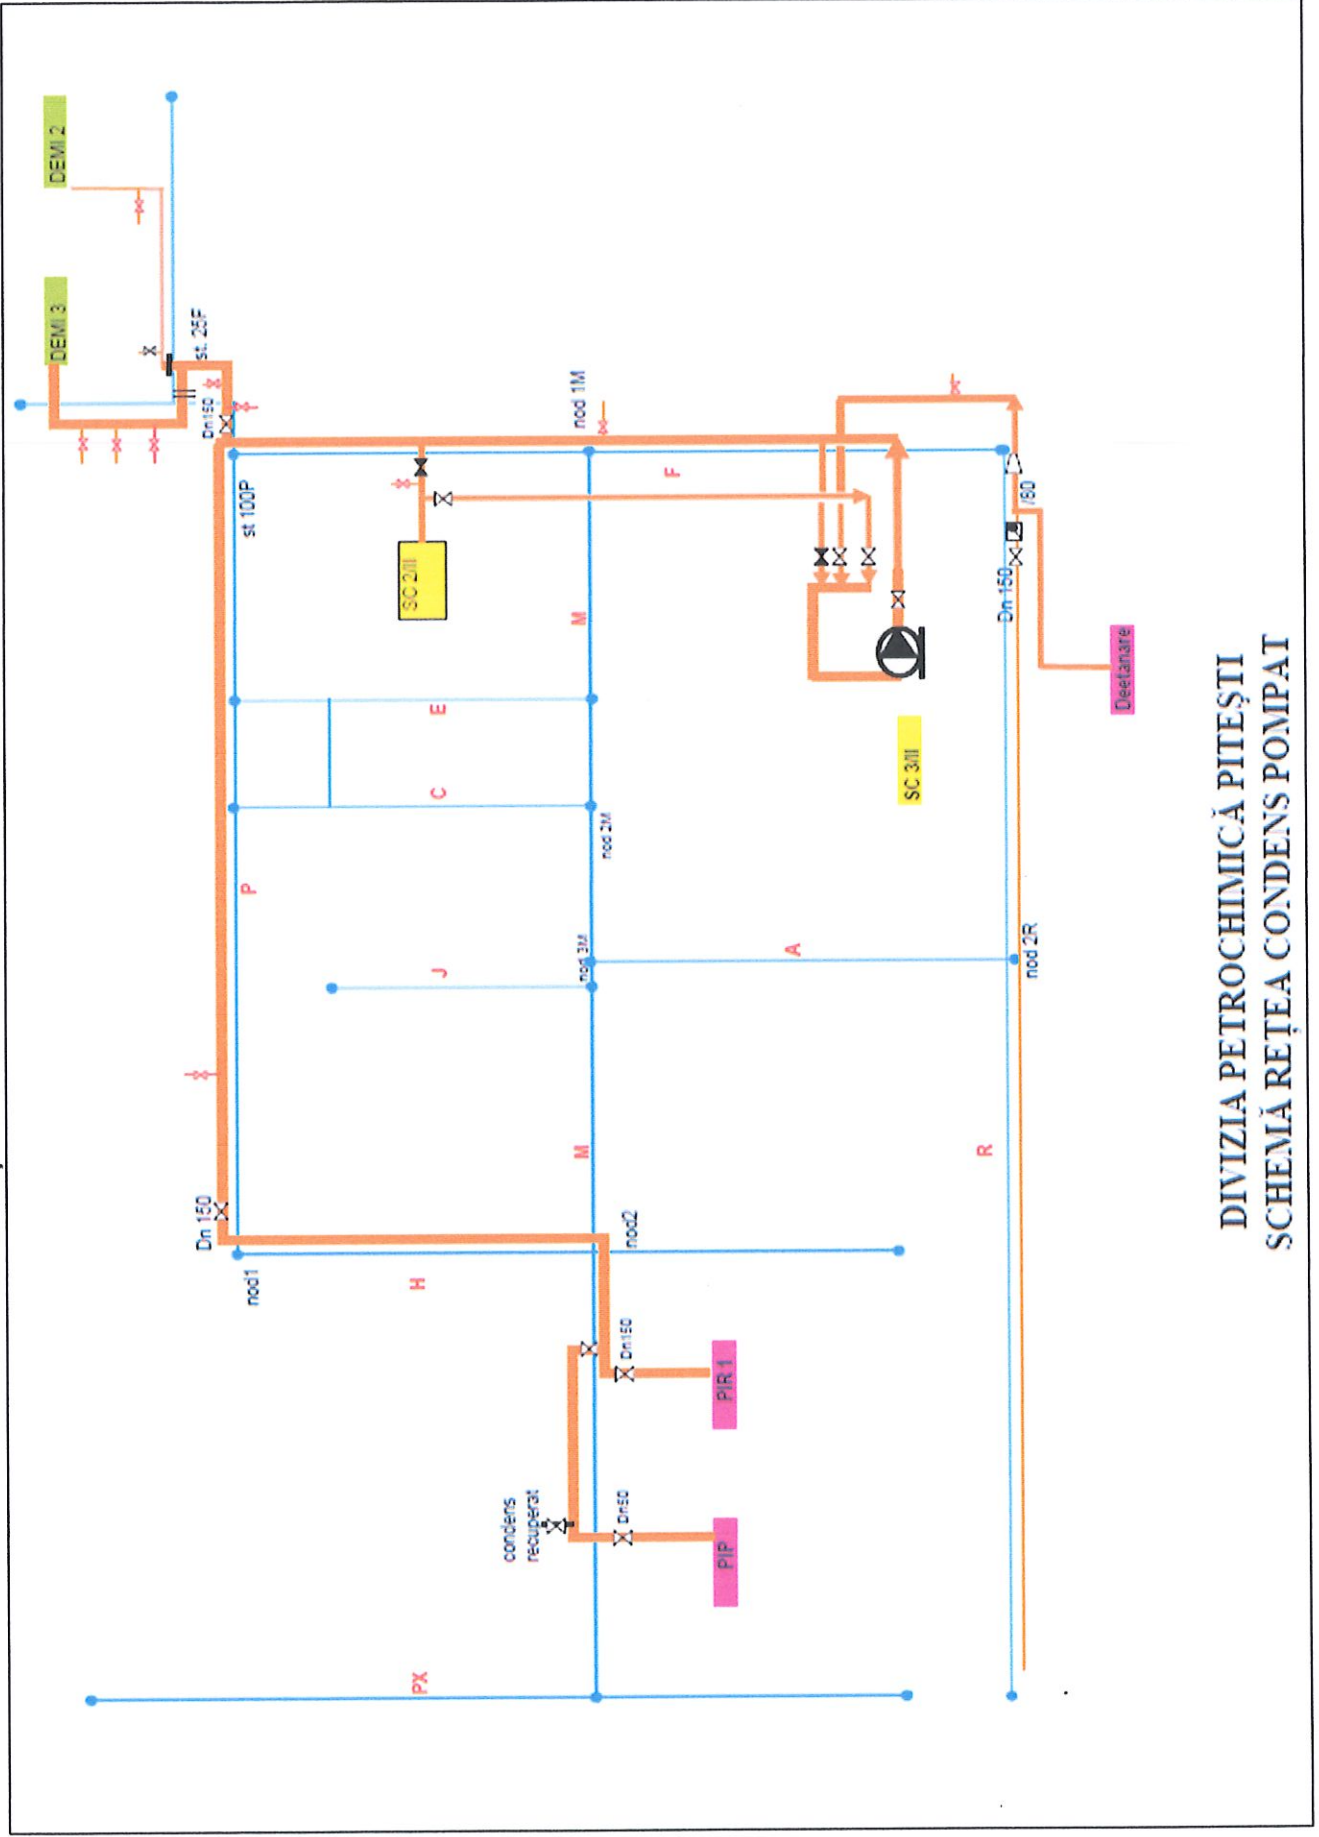 DEMI 2
DEMI 3
st. 25F
Dn150
st 100P
nod 1M
F
SC 2/II
M
E
C
P
nod 2M
nod 3M
J
A
SC 3/II
/80
Dn 150
Deetanare
nod 2R
R
M
Dn 150
nod1
H
nod2
Dn150
PIR 1
condens
recuperat
Dn50
PIP
PX
DIVIZIA PETROCHIMICĂ PITEȘTI
SCHEMĂ REȚEA CONDENS POMPAT